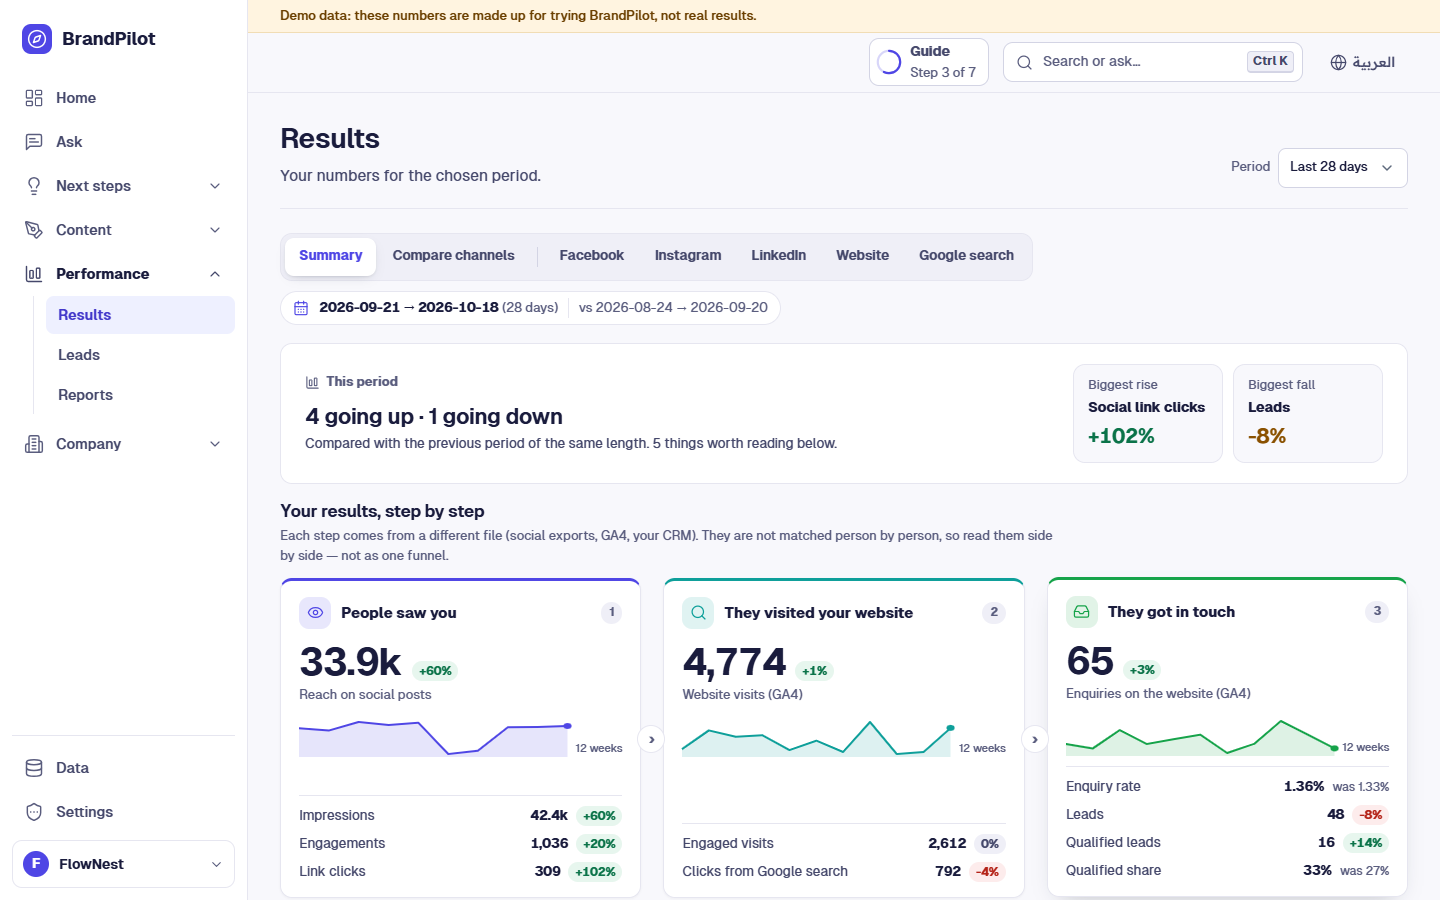 Demo data: these numbers are made up for trying BrandPilot, not real results.
BrandPilot
Home
Ask
Next steps
Content
Performance
Results
Leads
Reports
Company
Data
Settings
F FlowNest
Guide
Step 3 of 7
Search or ask...
Ctrl K
العربية
Results
Your numbers for the chosen period.
Period
Last 28 days
Summary
Compare channels
Facebook
Instagram
LinkedIn
Website
Google search
2026-09-21 → 2026-10-18 (28 days)
vs 2026-08-24 → 2026-09-20
This period
4 going up · 1 going down
Compared with the previous period of the same length. 5 things worth reading below.
Biggest rise
Social link clicks
+102%
Biggest fall
Leads
-8%
Your results, step by step
Each step comes from a different file (social exports, GA4, your CRM). They are not matched person by person, so read them side
by side — not as one funnel.
People saw you
1
33.9k +60%
Reach on social posts
12 weeks
Impressions 42.4k +60%
Engagements 1,036 +20%
Link clicks 309 +102%
They visited your website
2
4,774 +1%
Website visits (GA4)
12 weeks
Engaged visits 2,612 0%
Clicks from Google search 792 -4%
They got in touch
3
65 +3%
Enquiries on the website (GA4)
12 weeks
Enquiry rate 1.36% was 1.33%
Leads 48 -8%
Qualified leads 16 +14%
Qualified share 33% was 27%